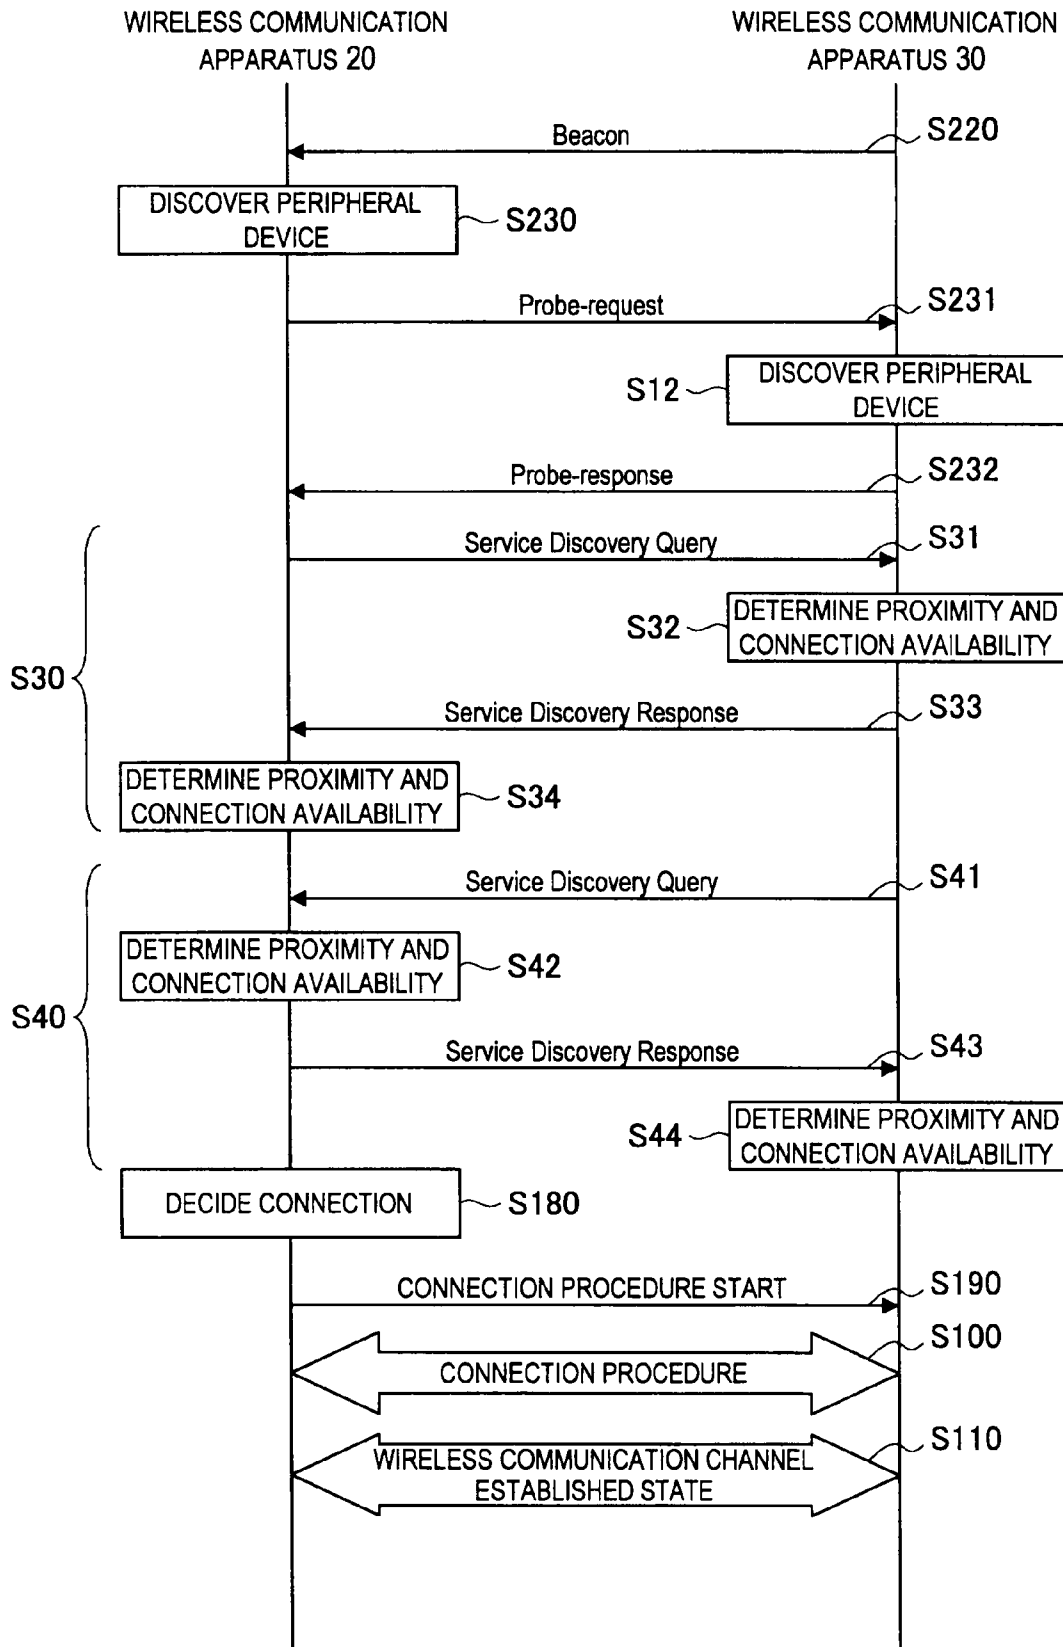 WIRELESS COMMUNICATION
APPARATUS 20
WIRELESS COMMUNICATION
APPARATUS 30
Beacon
S220
DISCOVER PERIPHERAL
DEVICE
S230
Probe-request
S231
S12
DISCOVER PERIPHERAL
DEVICE
Probe-response
S232
S30
Service Discovery Query
S31
S32
DETERMINE PROXIMITY AND
CONNECTION AVAILABILITY
Service Discovery Response
S33
DETERMINE PROXIMITY AND
CONNECTION AVAILABILITY
S34
S40
Service Discovery Query
S41
DETERMINE PROXIMITY AND
CONNECTION AVAILABILITY
S42
Service Discovery Response
S43
S44
DETERMINE PROXIMITY AND
CONNECTION AVAILABILITY
DECIDE CONNECTION
S180
CONNECTION PROCEDURE START
S190
CONNECTION PROCEDURE
S100
WIRELESS COMMUNICATION CHANNEL
ESTABLISHED STATE
S110